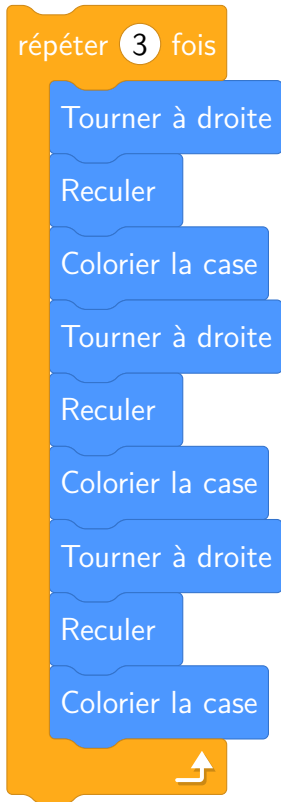 répéter 3 fois
Tourner à droite
Reculer
Colorier la case
Tourner à droite
Reculer
Colorier la case
Tourner à droite
Reculer
Colorier la case